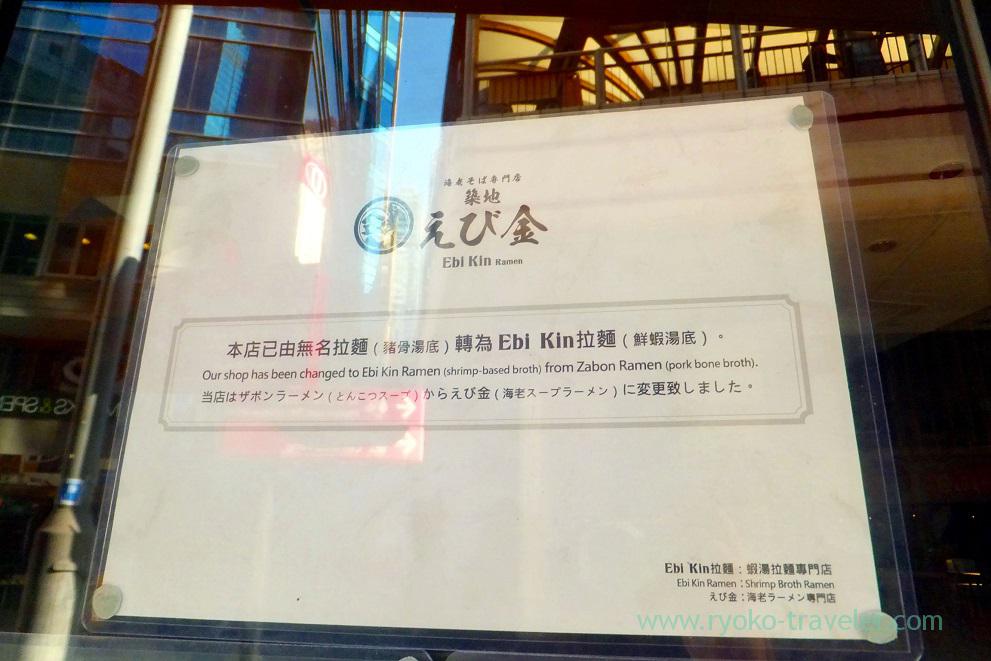 海老そば専門店
築地
えび金
Ebi Kin Ramen
本店已由無名拉麵(豬骨湯底)轉為 Ebi Kin拉麵(鮮蝦湯底)。
Our shop has been changed to Ebi Kin Ramen (shrimp-based broth) from Zabon Ramen (pork bone broth).
当店はザボンラーメン(とんこつスープ)からえび金(海老スープラーメン)に変更致しました。
Ebi Kin拉麵:蝦湯拉麵專門店
Ebi Kin Ramen:Shrimp Broth Ramen
えび金:海老ラーメン専門店
www.ryoko-traveler.com